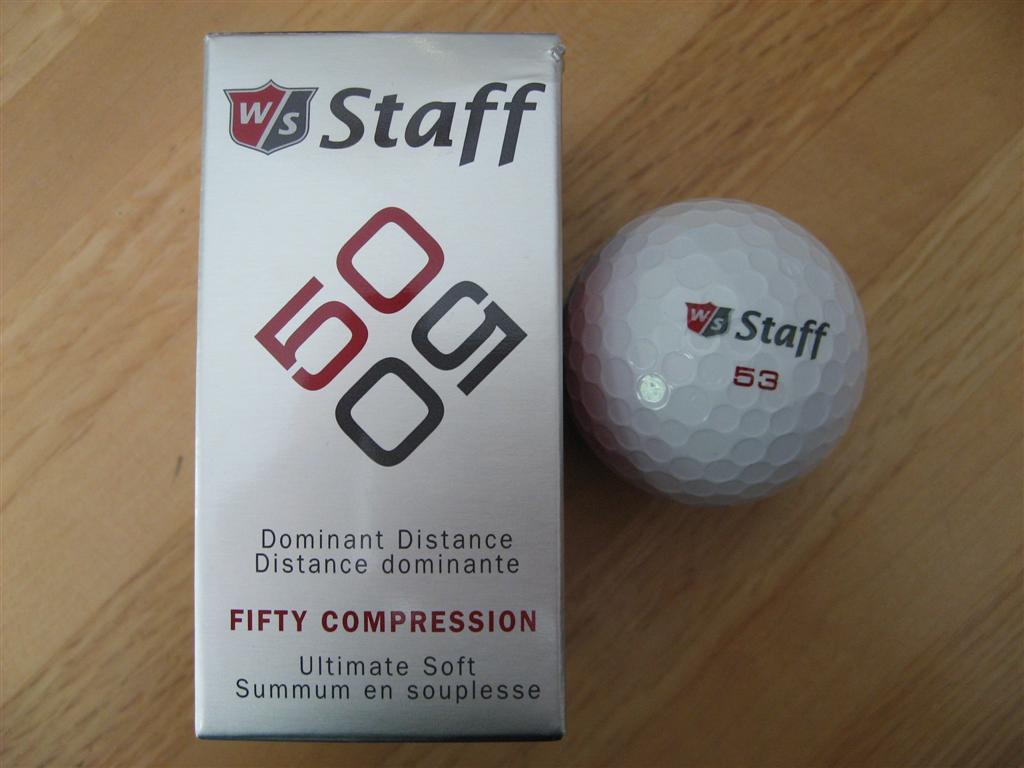 W/S Staff
50
50
Dominant Distance
Distance dominante
FIFTY COMPRESSION
Ultimate Soft
Summum en souplesse
W/S Staff
53